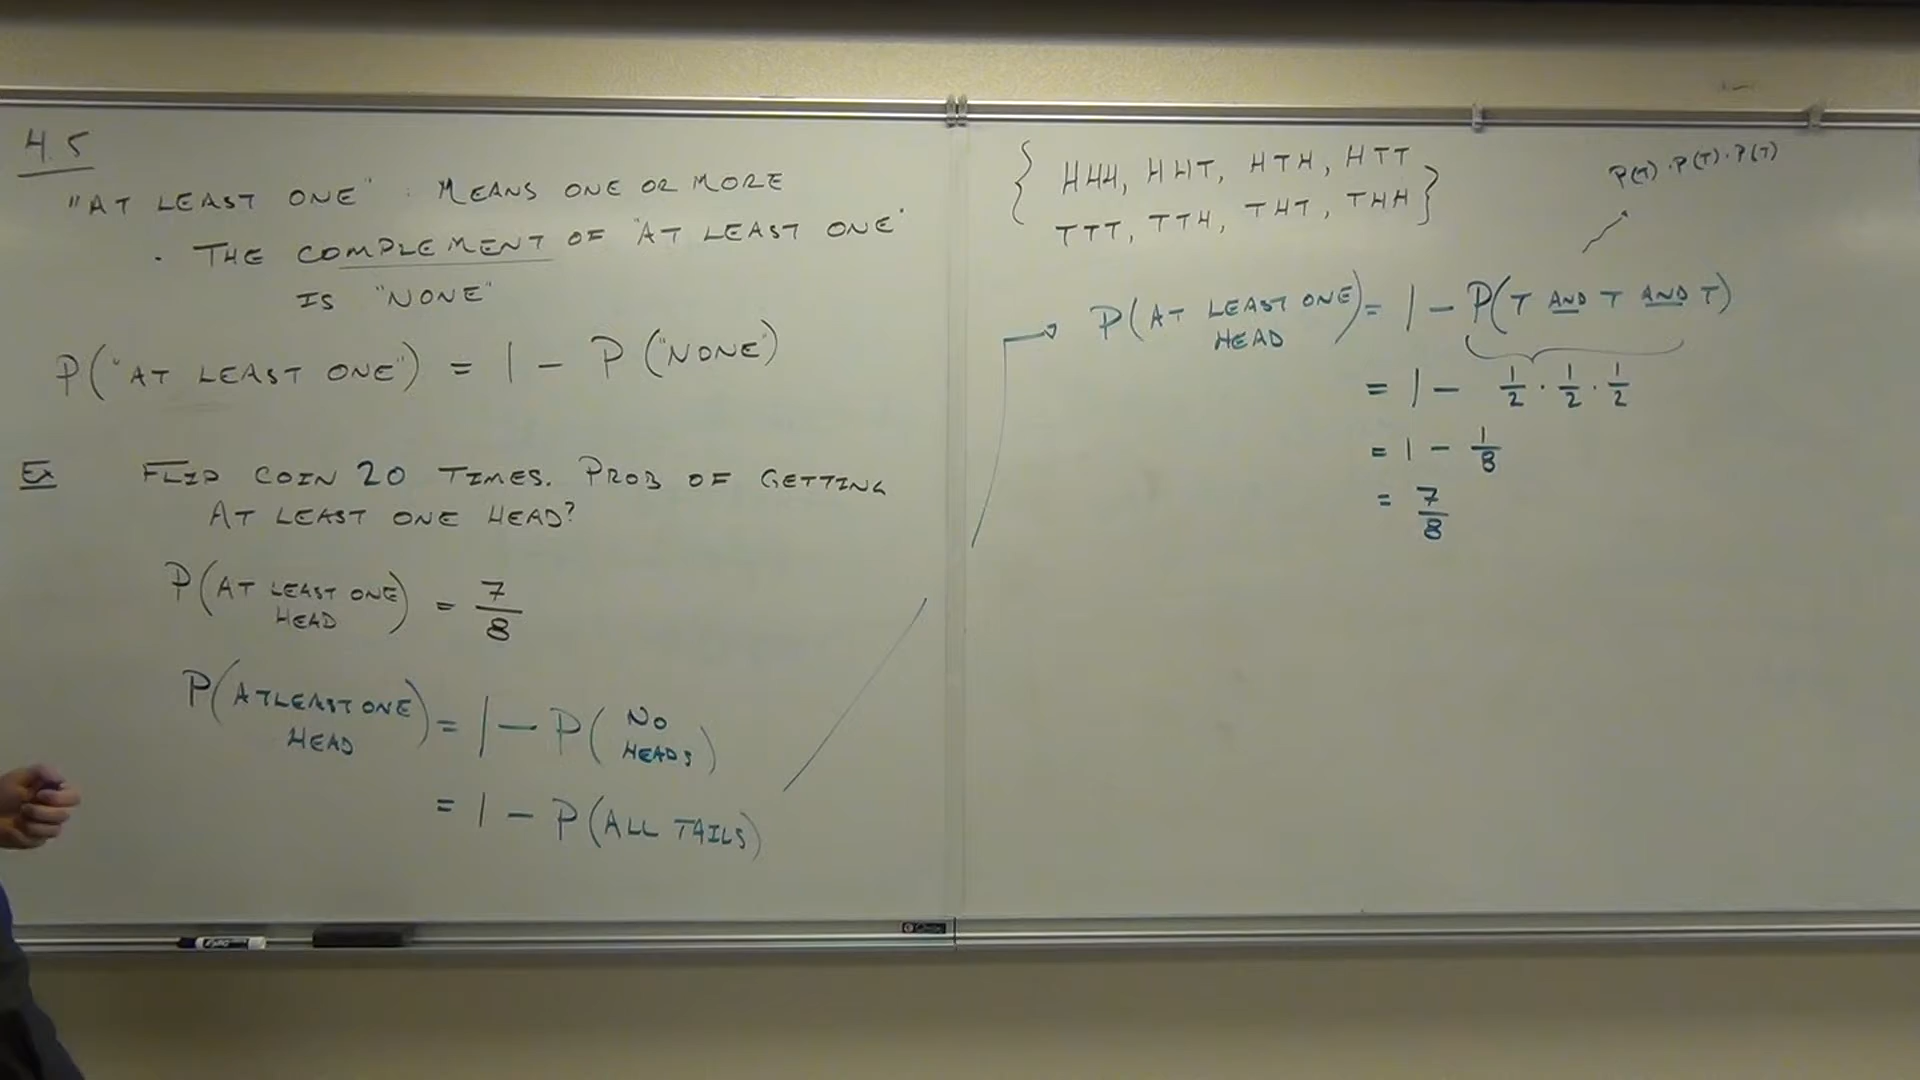 4.5
"AT LEAST ONE" : MEANS ONE OR MORE
· THE COMPLEMENT OF "AT LEAST ONE"
IS "NONE"
P("AT LEAST ONE") = 1 - P("NONE")
Ex FLIP COIN 20 TIMES. PROB OF GETTING
AT LEAST ONE HEAD?
P(AT LEAST ONE HEAD) = 7/8
P(AT LEAST ONE HEAD) = 1 - P(NO HEADS)
= 1 - P(ALL TAILS)
{ HHH, HHT, HTH, HTT
TTT, TTH, THT, THH }
P(T) · P(T) · P(T)
P(AT LEAST ONE HEAD) = 1 - P(T AND T AND T)
= 1 - 1/2 · 1/2 · 1/2
= 1 - 1/8
= 7/8